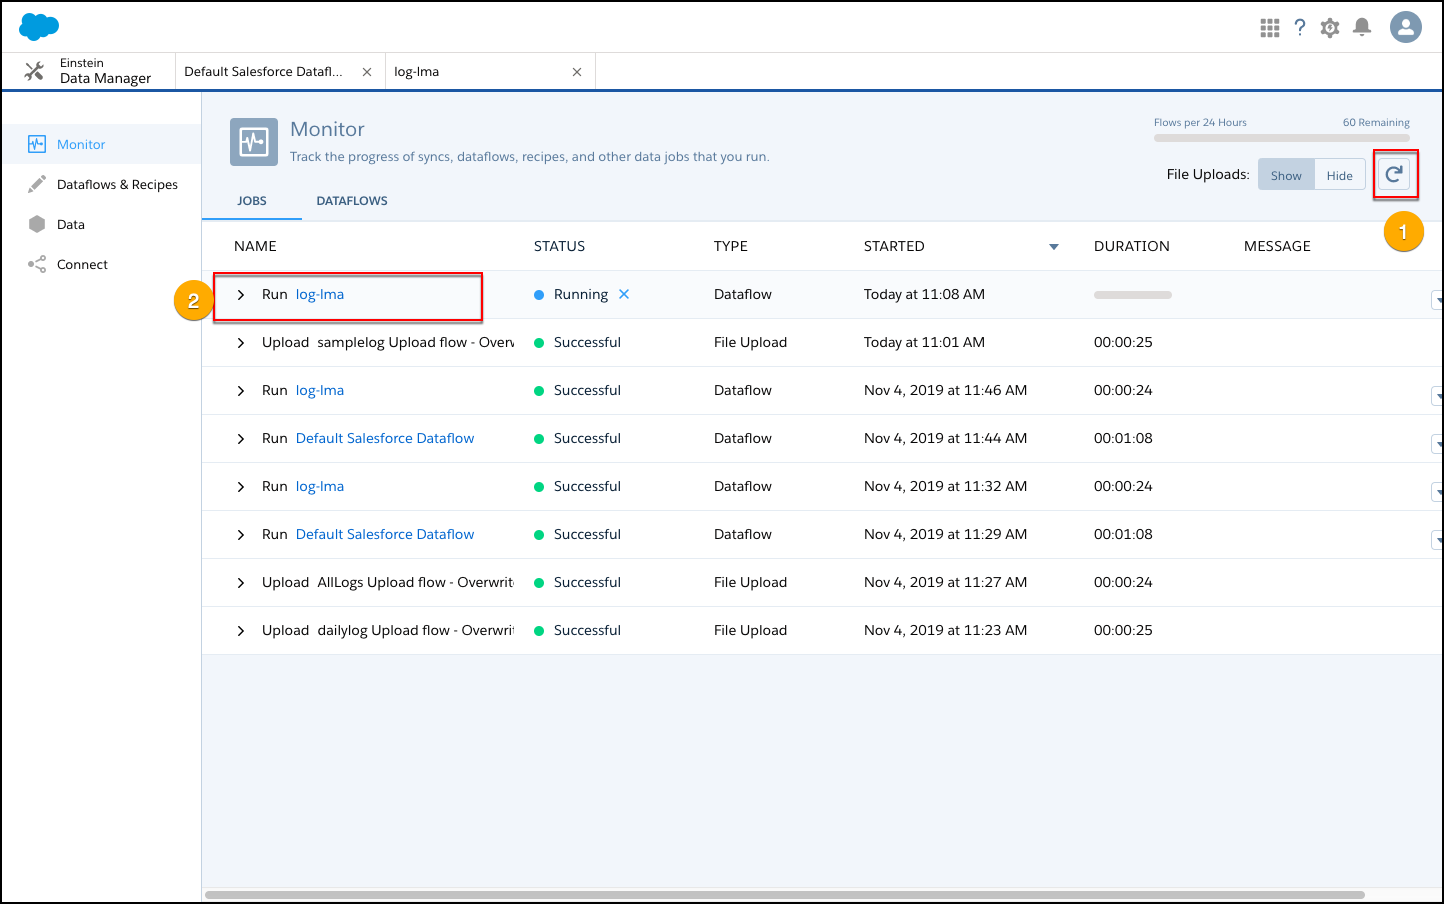 ?
Einstein
Data Manager
Default Salesforce Datafl...
log-lma
Monitor
Dataflows & Recipes
Data
Connect
Monitor
Track the progress of syncs, dataflows, recipes, and other data jobs that you run.
Flows per 24 Hours 60 Remaining
File Uploads: Show Hide
1
JOBS DATAFLOWS
NAME STATUS TYPE STARTED DURATION MESSAGE
2 Run log-lma Running Dataflow Today at 11:08 AM
Upload samplelog Upload flow - Overw Successful File Upload Today at 11:01 AM 00:00:25
Run log-lma Successful Dataflow Nov 4, 2019 at 11:46 AM 00:00:24
Run Default Salesforce Dataflow Successful Dataflow Nov 4, 2019 at 11:44 AM 00:01:08
Run log-lma Successful Dataflow Nov 4, 2019 at 11:32 AM 00:00:24
Run Default Salesforce Dataflow Successful Dataflow Nov 4, 2019 at 11:29 AM 00:01:08
Upload AllLogs Upload flow - Overwrit Successful File Upload Nov 4, 2019 at 11:27 AM 00:00:24
Upload dailylog Upload flow - Overwrit Successful File Upload Nov 4, 2019 at 11:23 AM 00:00:25